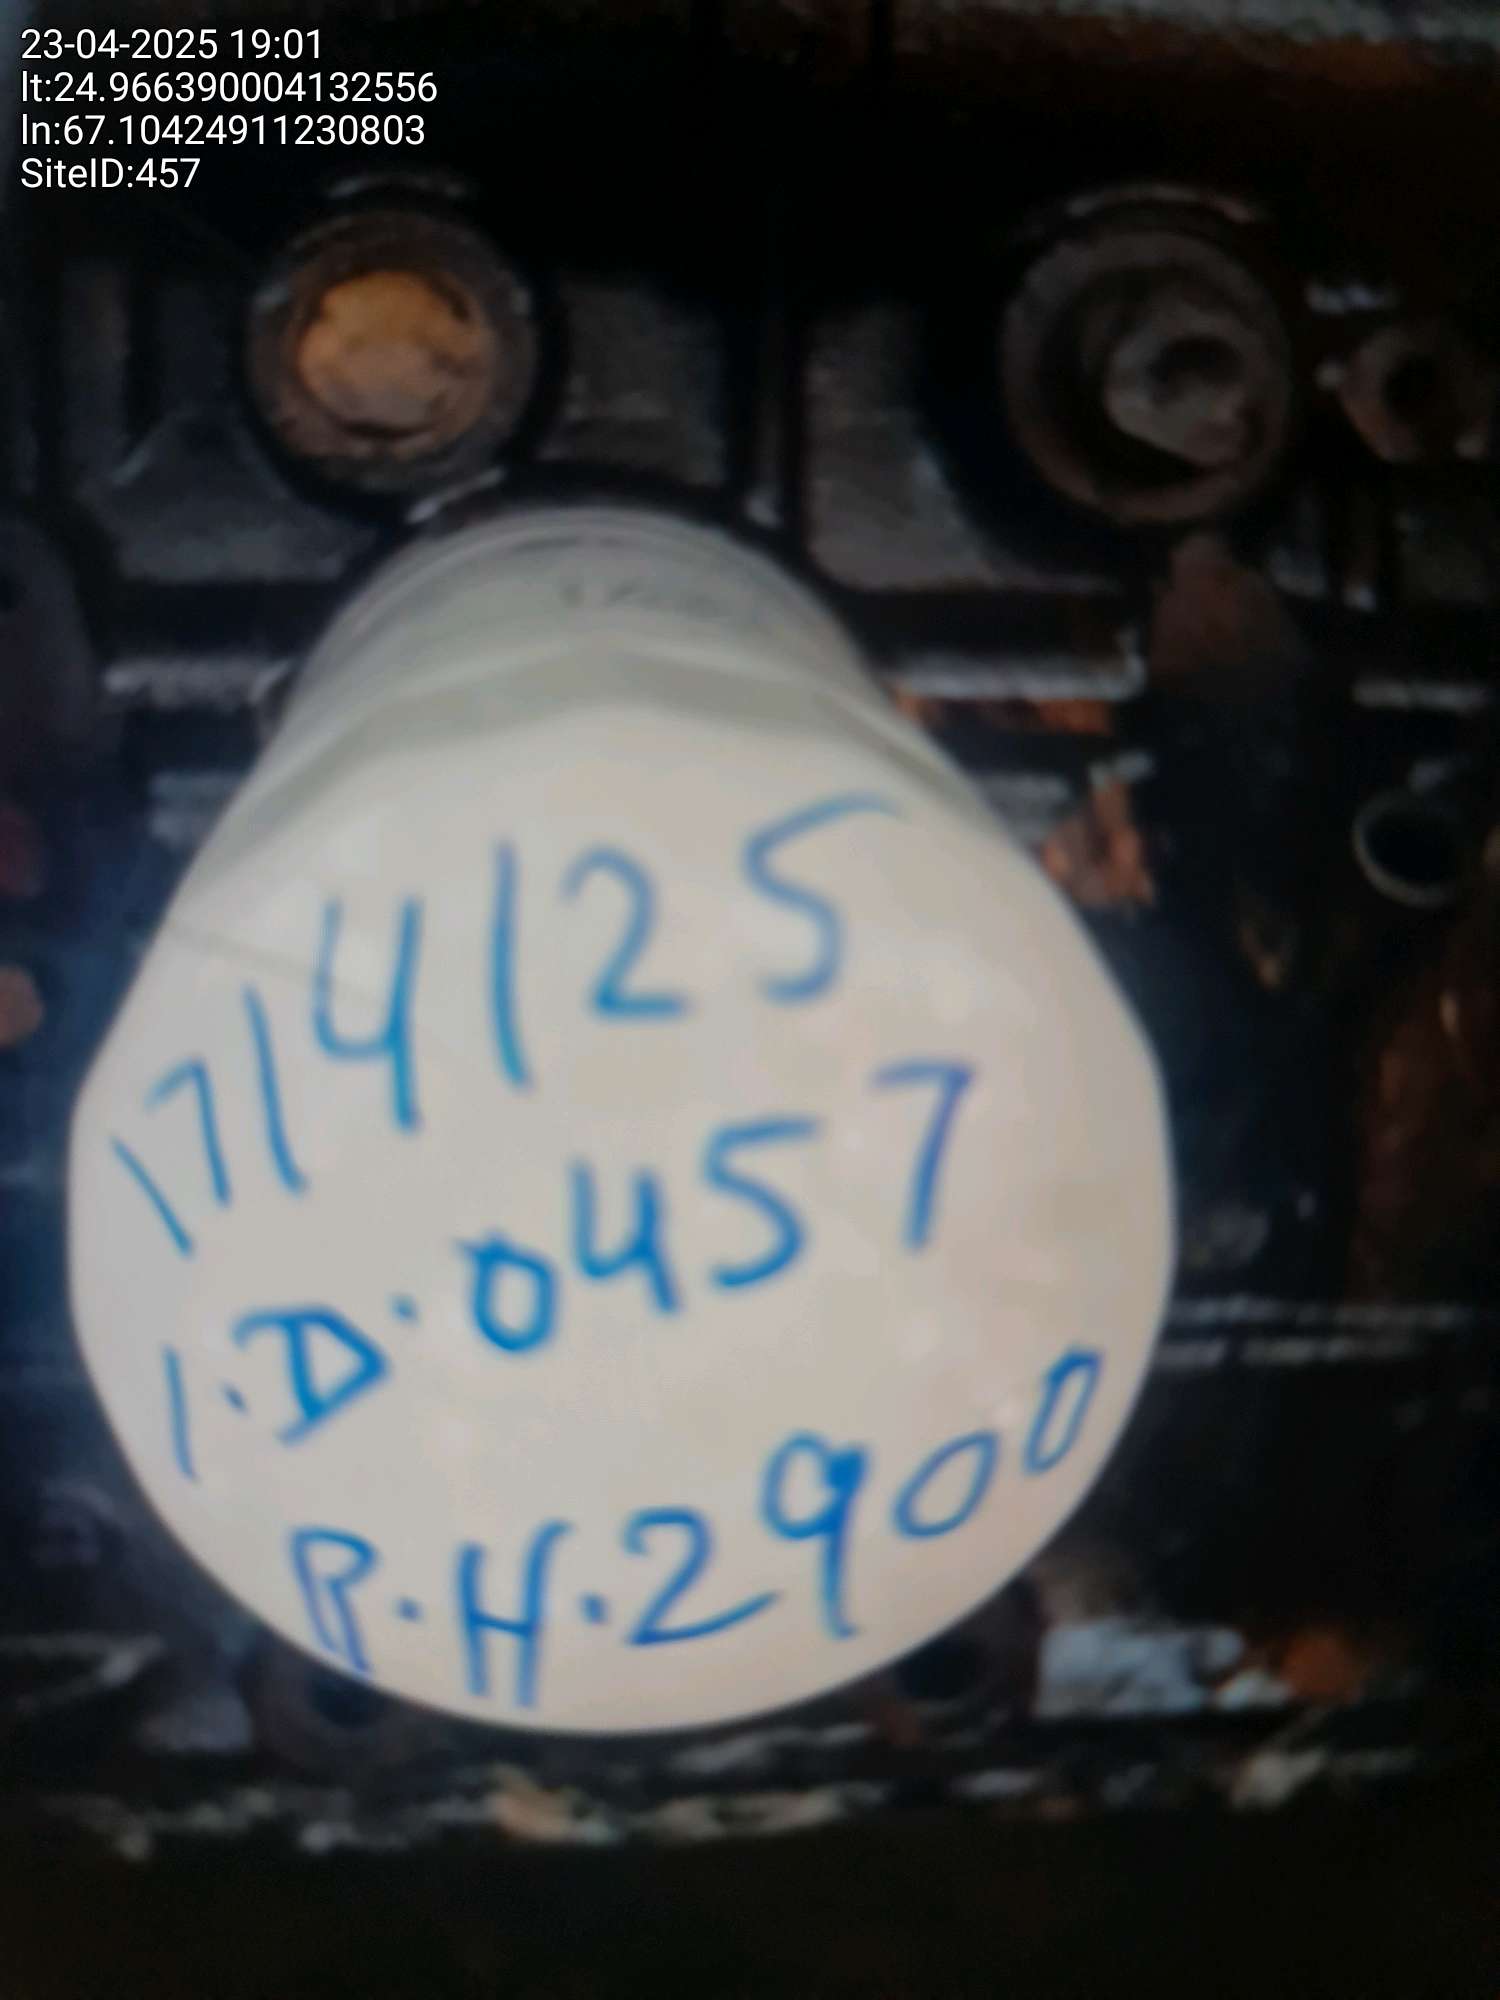 23-04-2025 19:01
lt:24.966390004132556
ln:67.10424911230803
SiteID:457
17/4/25
I.D.0457
R.H.2900